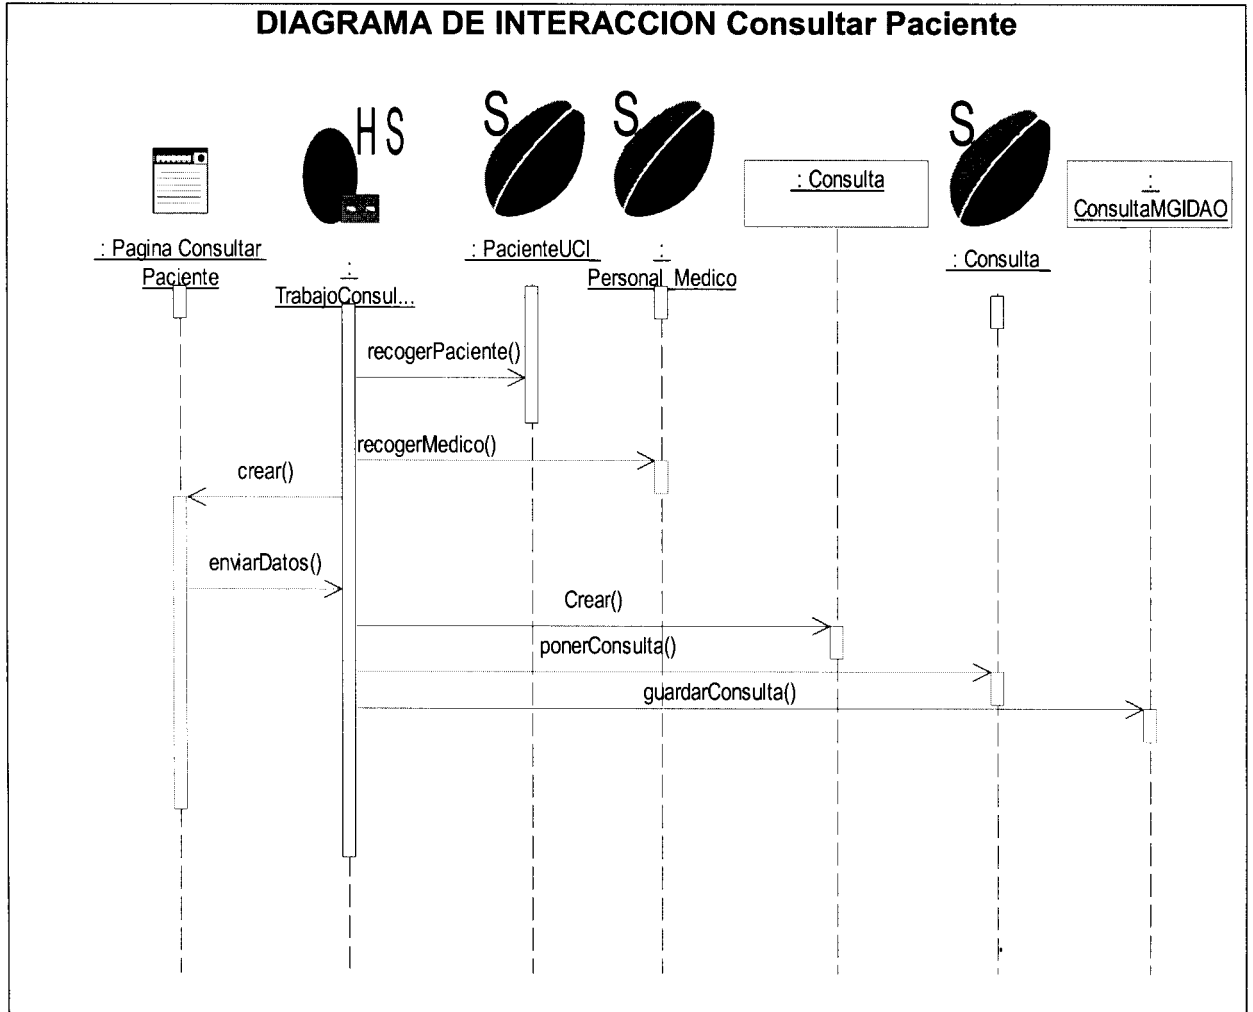 DIAGRAMA DE INTERACCION Consultar Paciente
H S
S
S
S
: Pagina Consultar
Paciente
:
TrabajoConsul...
: PacienteUCI
:
Personal_Medico
: Consulta
: Consulta
:
ConsultaMGIDAO
recogerPaciente()
recogerMedico()
crear()
enviarDatos()
Crear()
ponerConsulta()
guardarConsulta()